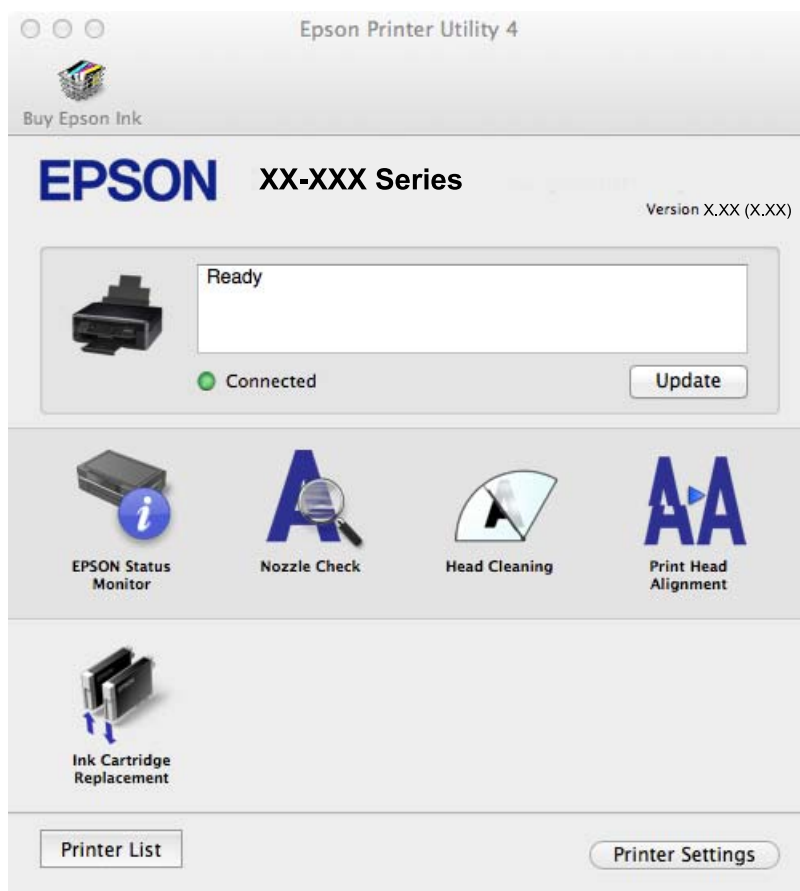 Epson Printer Utility 4
Buy Epson Ink
EPSON XX-XXX Series
Version X.XX (X.XX)
Ready
Connected
Update
EPSON Status
Monitor
Nozzle Check
Head Cleaning
Print Head
Alignment
Ink Cartridge
Replacement
Printer List
Printer Settings